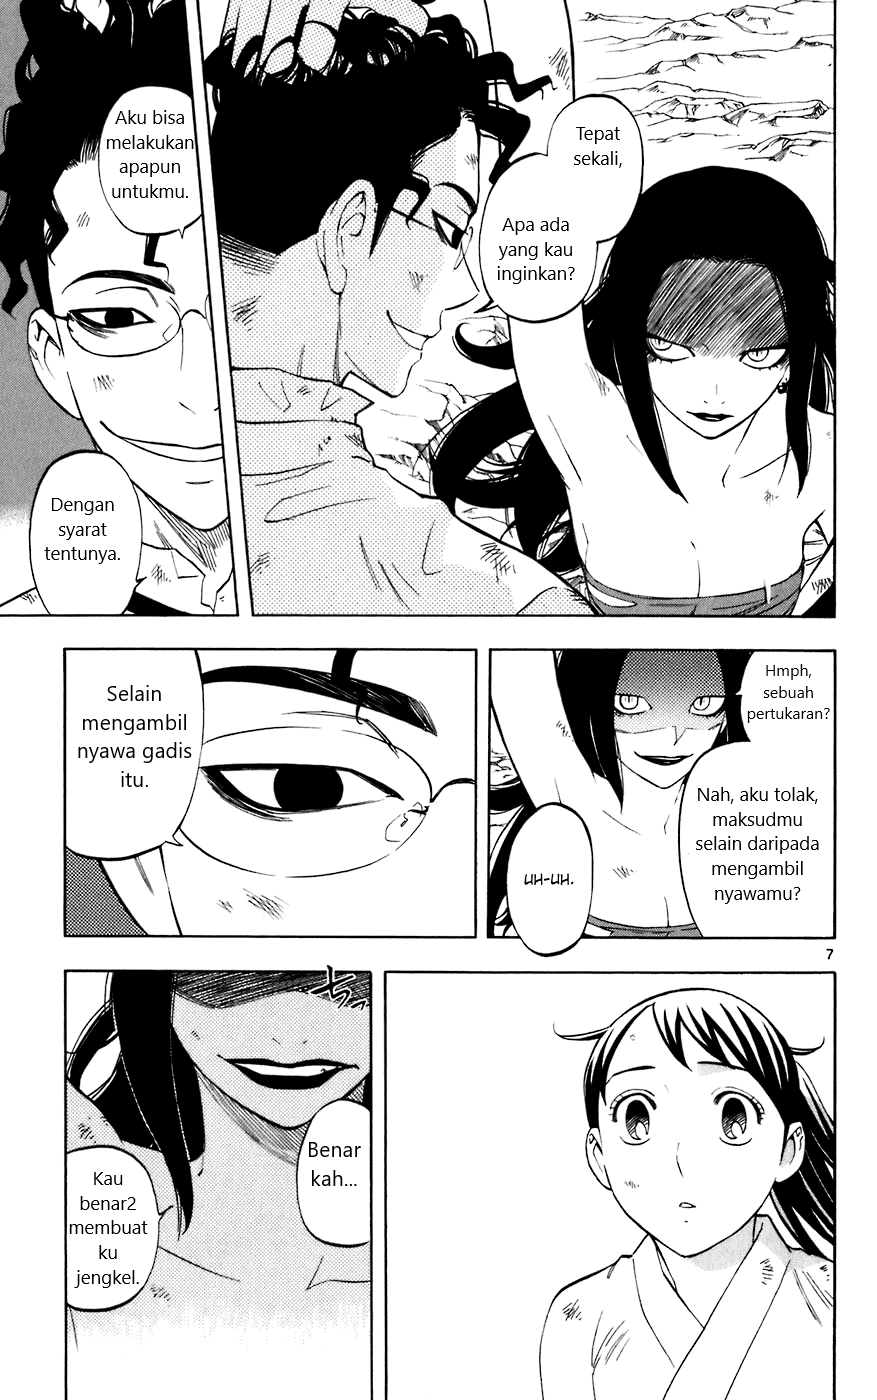 Tepat
sekali,
Apa ada
yang kau
inginkan?
Aku bisa
melakukan
apapun
untukmu.
Dengan
syarat
tentunya.
Hmph,
sebuah
pertukaran?
Nah, aku tolak,
maksudmu
selain daripada
mengambil
nyawamu?
UH-UH.
Selain
mengambil
nyawa gadis
itu.
7
Benar
kah...
Kau
benar2
membuat
ku
jengkel.